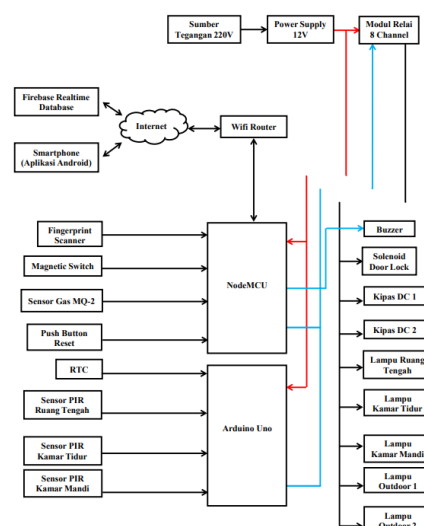 Sumber
Tegangan 220V
Power Supply
12V
Modul Relai
8 Channel
Firebase Realtime
Database
Internet
Wifi Router
Smartphone
(Aplikasi Android)
Fingerprint
Scanner
Magnetic Switch
Sensor Gas MQ-2
Push Button
Reset
NodeMCU
RTC
Sensor PIR
Ruang Tengah
Sensor PIR
Kamar Tidur
Sensor PIR
Kamar Mandi
Arduino Uno
Buzzer
Solenoid
Door Lock
Kipas DC 1
Kipas DC 2
Lampu Ruang
Tengah
Lampu
Kamar Tidur
Lampu
Kamar Mandi
Lampu
Outdoor 1
Lampu
Outdoor 2